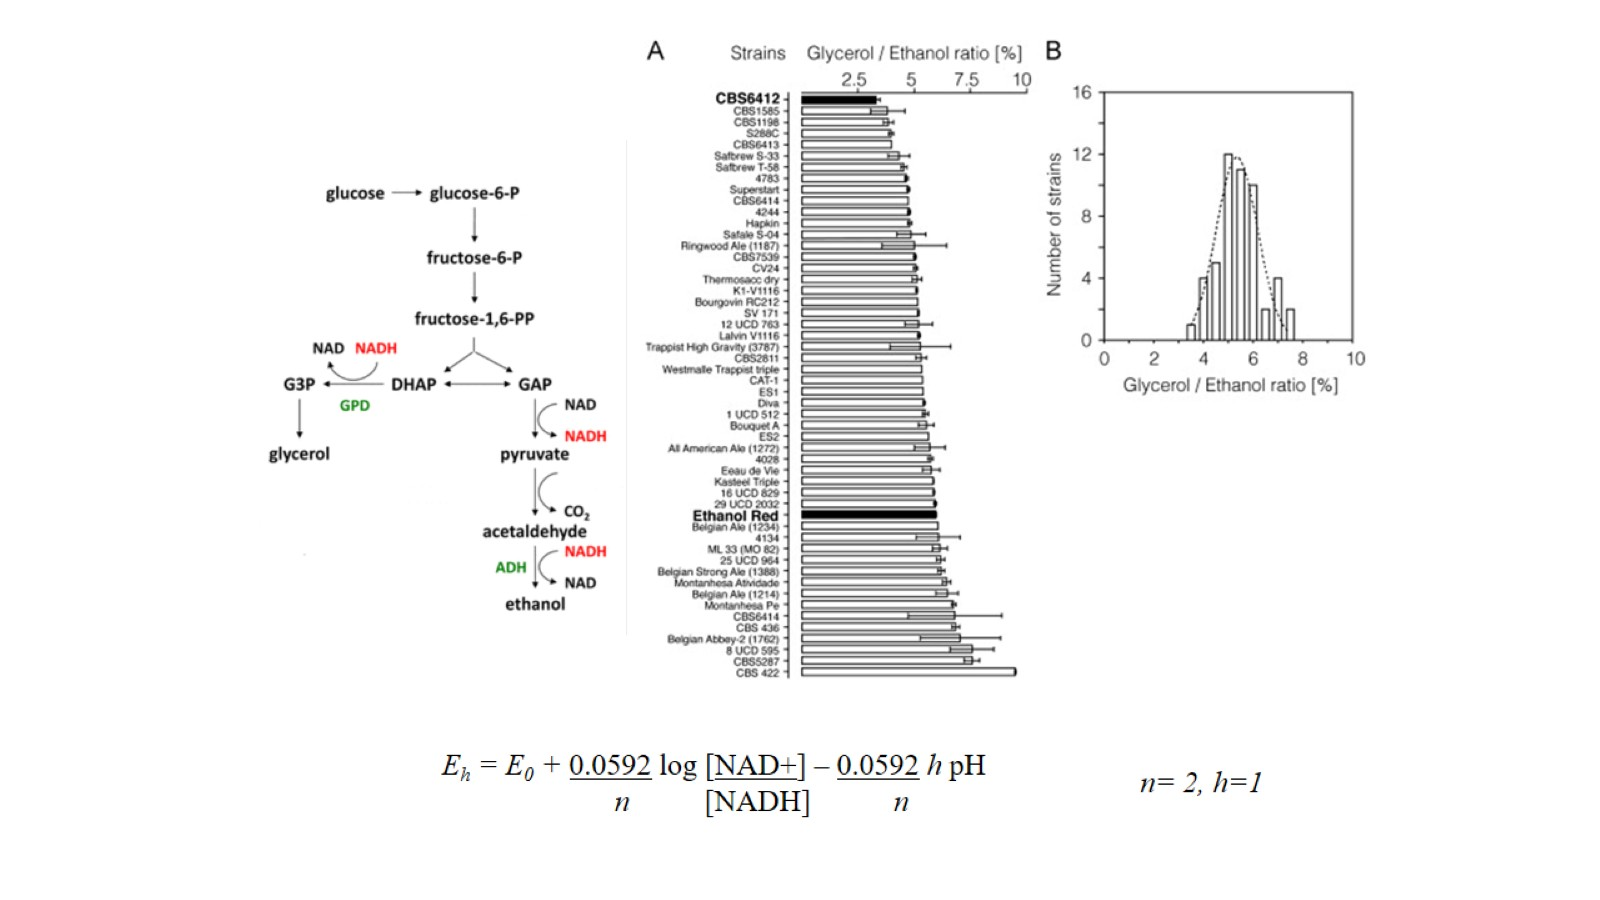 glucose
glucose-6-P
fructose-6-P
fructose-1,6-PP
NAD NADH
G3P
DHAP
GAP
GPD
NAD
NADH
glycerol
pyruvate
CO2
acetaldehyde
NADH
ADH
NAD
ethanol
A
Strains
Glycerol / Ethanol ratio [%]
2.5 5 7.5 10
CBS6412
CBS1585
CBS1198
S288C
CBS6413
Safbrew S-33
Safbrew T-58
4783
Superstart
CBS6414
4244
Hapkin
Safale S-04
Ringwood Ale (1187)
CBS7539
CV24
Thermosacc dry
K1-V1116
Bourgovin RC212
SV 171
12 UCD 763
Lalvin V1116
Trappist High Gravity (3787)
CBS2811
Westmalle Trappist triple
CAT-1
ES1
Diva
1 UCD 512
Bouquet A
ES2
All American Ale (1272)
4028
Eeau de Vie
Kasteel Triple
16 UCD 829
29 UCD 2032
Ethanol Red
Belgian Ale (1234)
4134
ML 33 (MO 82)
25 UCD 964
Belgian Strong Ale (1388)
Montanhesa Atividade
Belgian Ale (1214)
Montanhesa Pe
CBS6414
CBS 436
Belgian Abbey-2 (1762)
8 UCD 595
CBS5287
CBS 422
B
Number of strains
16
12
8
4
0
0 2 4 6 8 10
Glycerol / Ethanol ratio [%]
Eh = E0 + 0.0592 log [NAD+] – 0.0592 h pH
n [NADH] n
n= 2, h=1